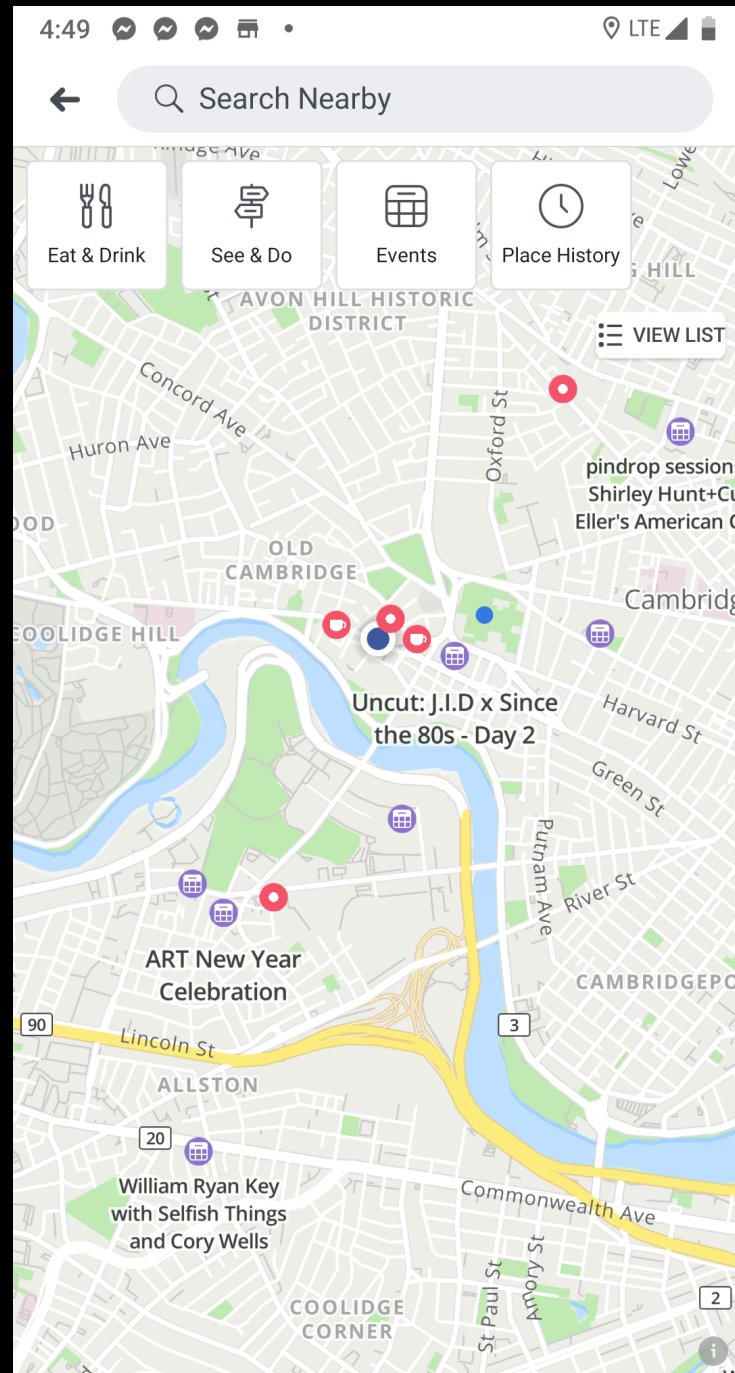 4:49
LTE
Search Nearby
Eat & Drink
See & Do
Events
Place History
VIEW LIST
HILL
AVON HILL HISTORIC
DISTRICT
Concord Ave
Huron Ave
Oxford St
pindrop session
Shirley Hunt+Cu
Eller's American C
OLD
CAMBRIDGE
Cambridg
COOLIDGE HILL
Uncut: J.I.D x Since
the 80s - Day 2
Harvard St
Green St
Putnam Ave
River St
ART New Year
Celebration
CAMBRIDGEPO
90
3
Lincoln St
ALLSTON
20
William Ryan Key
with Selfish Things
and Cory Wells
Commonwealth Ave
St Paul St
Amory St
2
COOLIDGE
CORNER